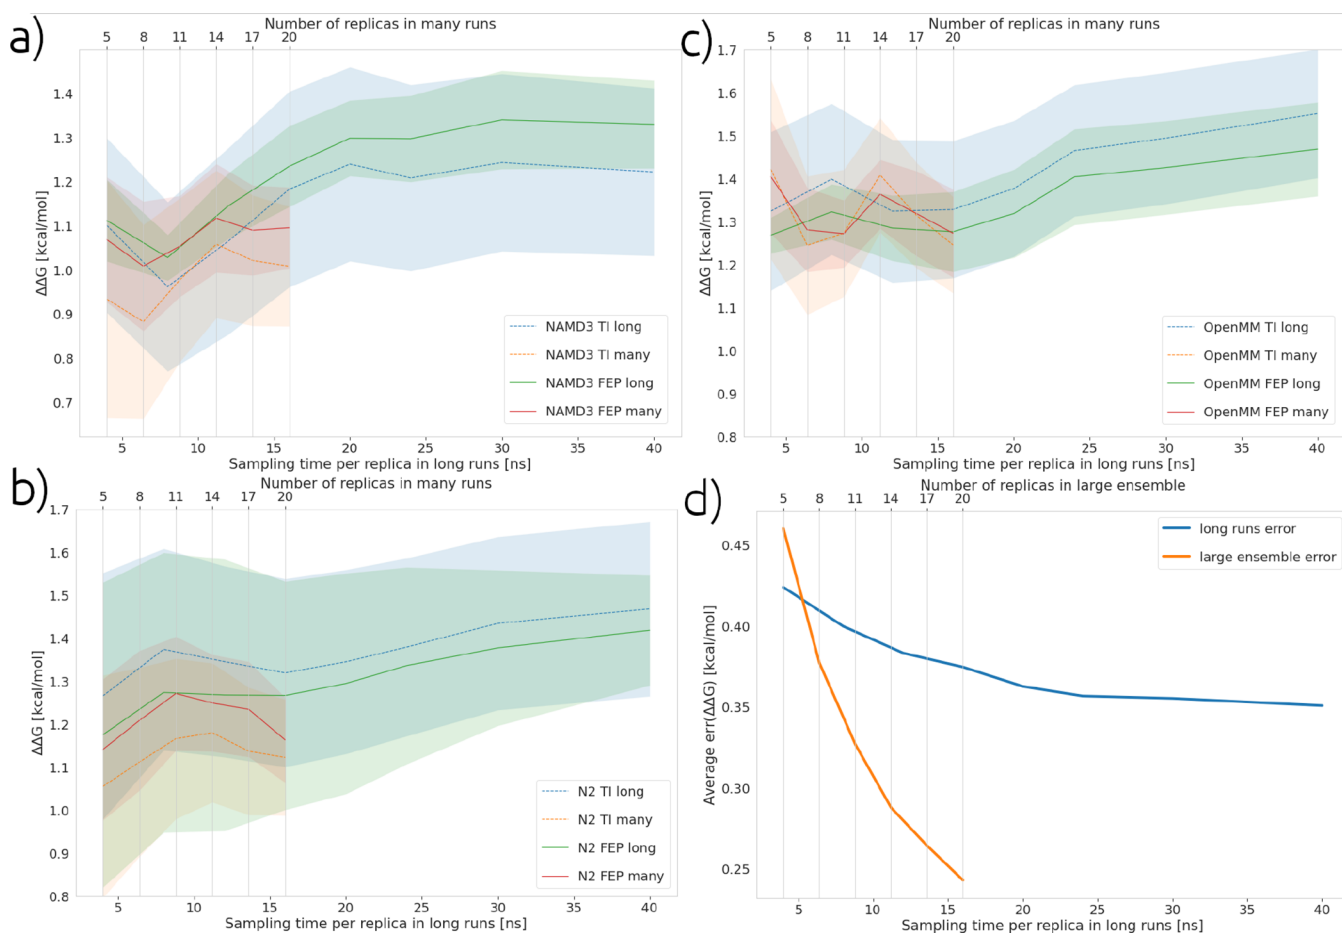 a)
Number of replicas in many runs
5 8 11 14 17 20
ΔΔG [kcal/mol]
1.4
1.3
1.2
1.1
1.0
0.9
0.8
0.7
NAMD3 TI long
NAMD3 TI many
NAMD3 FEP long
NAMD3 FEP many
5 10 15 20 25 30 35 40
Sampling time per replica in long runs [ns]
c)
Number of replicas in many runs
5 8 11 14 17 20
ΔΔG [kcal/mol]
1.7
1.6
1.5
1.4
1.3
1.2
1.1
1.0
0.9
0.8
OpenMM TI long
OpenMM TI many
OpenMM FEP long
OpenMM FEP many
5 10 15 20 25 30 35 40
Sampling time per replica in long runs [ns]
b)
Number of replicas in many runs
5 8 11 14 17 20
ΔΔG [kcal/mol]
1.7
1.6
1.5
1.4
1.3
1.2
1.1
1.0
0.9
0.8
N2 TI long
N2 TI many
N2 FEP long
N2 FEP many
5 10 15 20 25 30 35 40
Sampling time per replica in long runs [ns]
d)
Number of replicas in large ensemble
5 8 11 14 17 20
Average err(ΔΔG) [kcal/mol]
0.45
0.40
0.35
0.30
0.25
long runs error
large ensemble error
5 10 15 20 25 30 35 40
Sampling time per replica in long runs [ns]